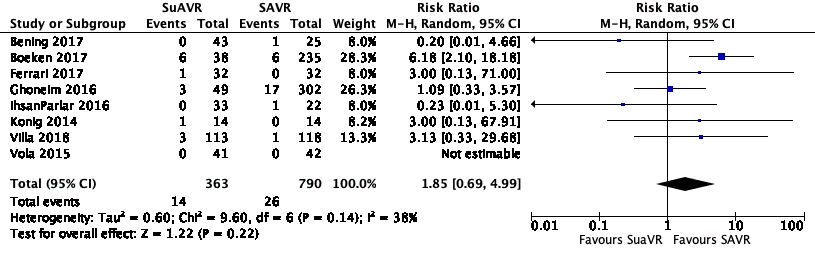 SuAVR SAVR Risk Ratio Risk Ratio
Study or Subgroup Events Total Events Total Weight M-H, Random, 95% CI M-H, Random, 95% CI
Bening 2017 0 43 1 25 8.0% 0.20 [0.01, 4.66]
Boeken 2017 6 38 6 235 28.3% 6.18 [2.10, 18.18]
Ferrari 2017 1 32 0 32 8.0% 3.00 [0.13, 71.00]
Ghoneim 2016 3 49 17 302 26.3% 1.09 [0.33, 3.57]
IhsanParlar 2016 0 33 1 22 8.0% 0.23 [0.01, 5.30]
Konig 2014 1 14 0 14 8.2% 3.00 [0.13, 67.91]
Villa 2018 3 113 1 118 13.3% 3.13 [0.33, 29.68]
Vola 2015 0 41 0 42 Not estimable
Total (95% CI) 363 790 100.0% 1.85 [0.69, 4.99]
Total events 14 26
Heterogeneity: Tau² = 0.60; Chi² = 9.60, df = 6 (P = 0.14); I² = 38%
Test for overall effect: Z = 1.22 (P = 0.22)
0.01 0.1 1 10 100
Favours SuaVR Favours SAVR